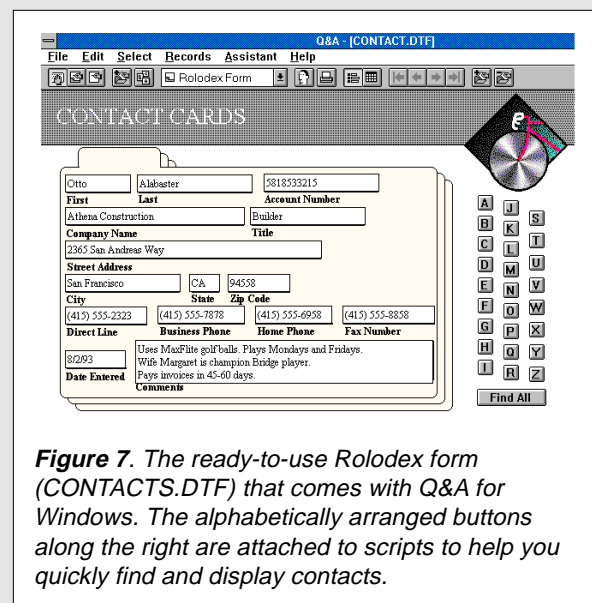 Q&A - [CONTACT.DTF]
File Edit Select Records Assistant Help
Rolodex Form
CONTACT CARDS
Otto Alabaster 5818533215
First Last Account Number
Athena Construction Builder
Company Name Title
2365 San Andreas Way
Street Address
San Francisco CA 94558
City State Zip Code
(415) 555-2323 (415) 555-7878 (415) 555-6958 (415) 555-8858
Direct Line Business Phone Home Phone Fax Number
8/2/93
Date Entered
Uses MaxFlite golf balls. Plays Mondays and Fridays.
Wife Margaret is champion Bridge player.
Pays invoices in 45-60 days.
Comments
A
B
C
D
E
F
G
H
I
J
K
L
M
N
O
P
Q
R
S
T
U
V
W
X
Y
Z
Find All
Figure 7. The ready-to-use Rolodex form
(CONTACTS.DTF) that comes with Q&A for
Windows. The alphabetically arranged buttons
along the right are attached to scripts to help you
quickly find and display contacts.